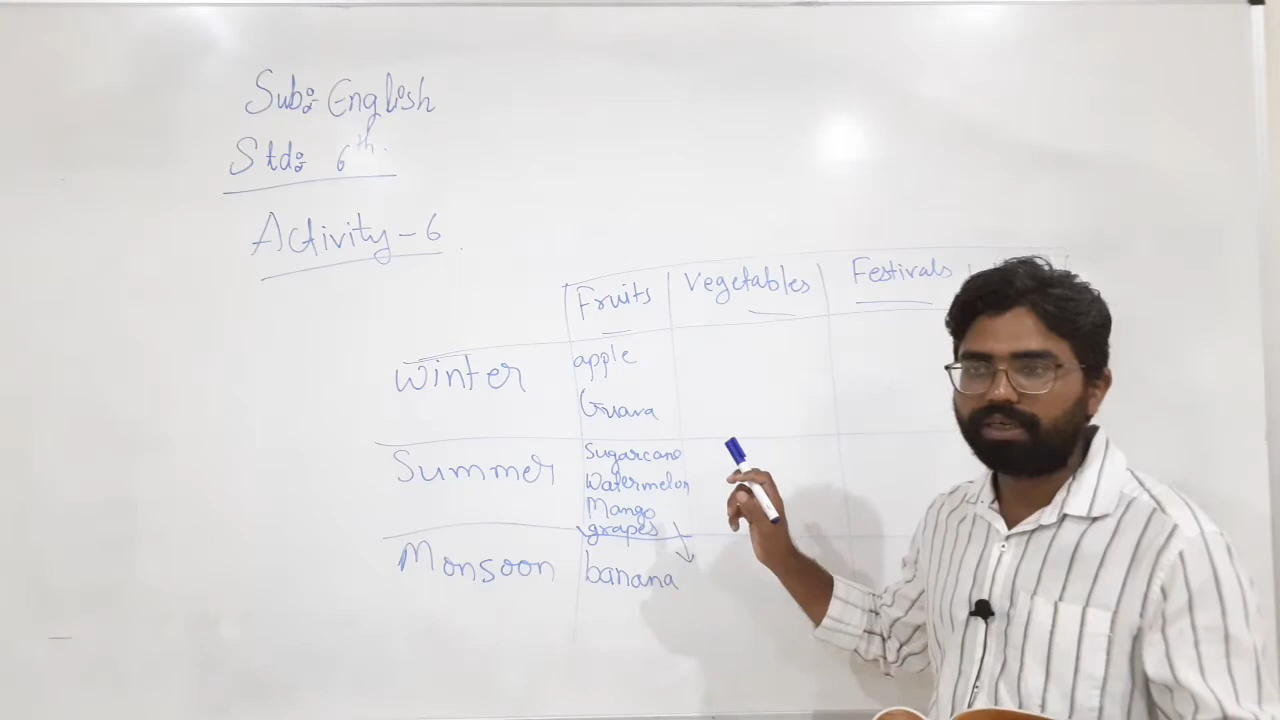 Sub:- English
Std:- 6th.
Activity-6
Fruits Vegetables Festivals
Winter apple
Guava
Summer Sugarcane
Watermelon
Mango
grapes
Monsoon banana